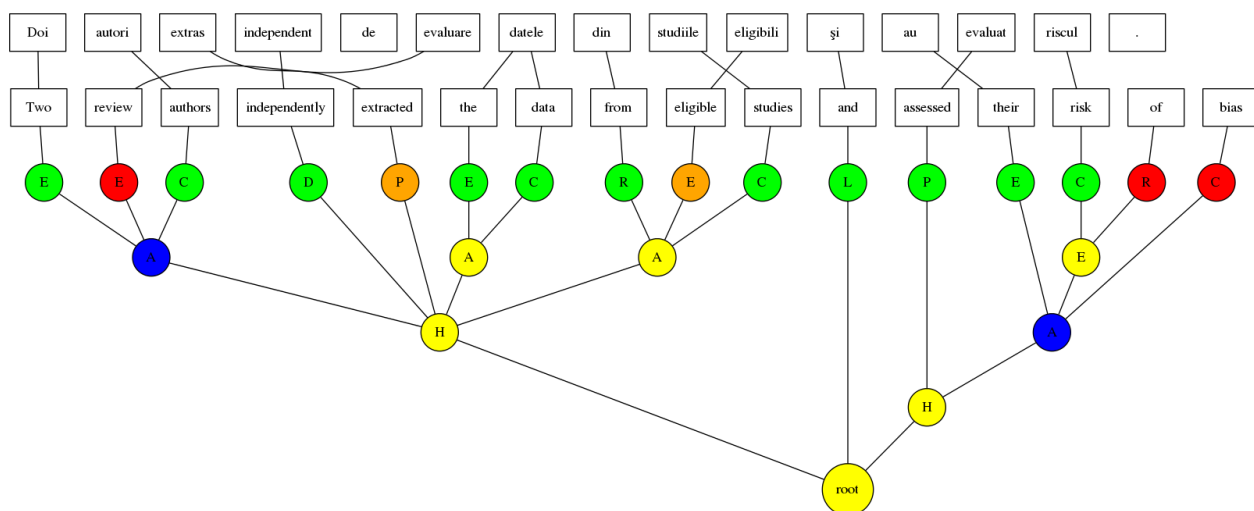 Doi autori extras independent de evaluare datele din studiile eligibili şi au evaluat riscul .
Two review authors independently extracted the data from eligible studies and assessed their risk of bias
E E C D P E C R E C L P E C R C
A A A E
H A
H
root